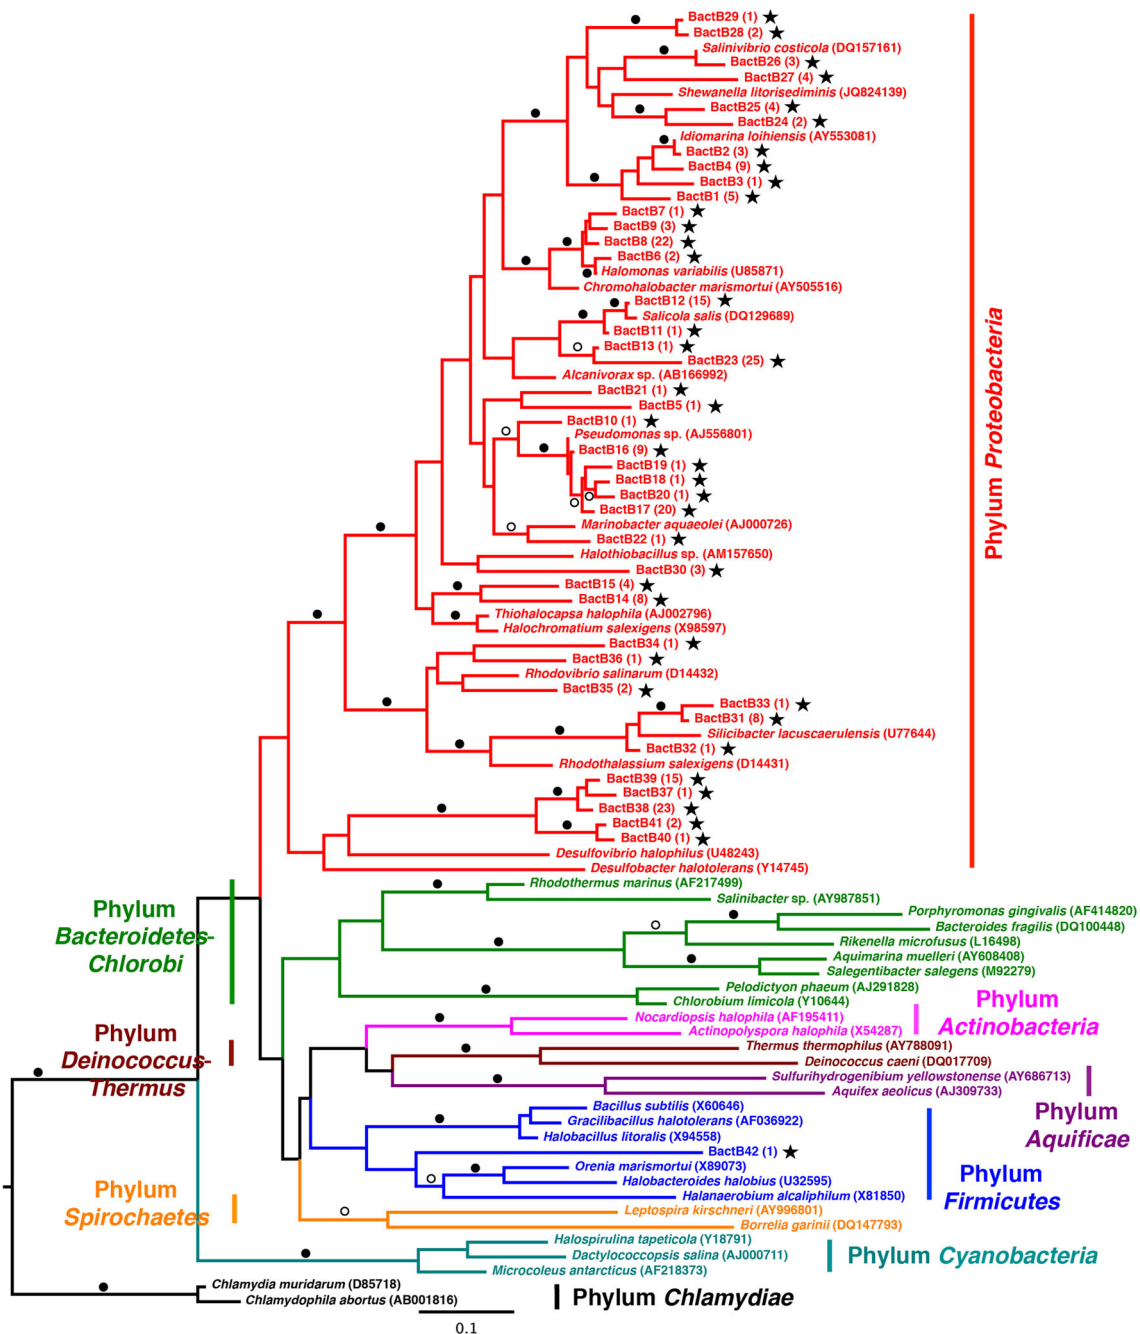 BactB29 (1)
BactB28 (2)
Salinivibrio costicola (DQ157161)
BactB26 (3)
BactB27 (4)
Shewanella litorisediminis (JQ824139)
BactB25 (4)
BactB24 (2)
Idiomarina loihiensis (AY553081)
BactB2 (3)
BactB4 (9)
BactB3 (1)
BactB1 (5)
BactB7 (1)
BactB9 (3)
BactB8 (22)
BactB6 (2)
Halomonas variabilis (U85871)
Chromohalobacter marismortui (AY505516)
BactB12 (15)
Salicola salis (DQ129689)
BactB11 (1)
BactB13 (1)
BactB23 (25)
Alcanivorax sp. (AB166992)
BactB21 (1)
BactB5 (1)
BactB10 (1)
Pseudomonas sp. (AJ556801)
BactB16 (9)
BactB19 (1)
BactB18 (1)
BactB20 (1)
BactB17 (20)
Marinobacter aquaeolei (AJ000726)
BactB22 (1)
Halothiobacillus sp. (AM157650)
BactB30 (3)
BactB15 (4)
BactB14 (8)
Thiohalocapsa halophila (AJ002796)
Halochromatium salexigens (X98597)
BactB34 (1)
BactB36 (1)
Rhodovibrio salinarum (D14432)
BactB35 (2)
BactB33 (1)
BactB31 (8)
Silicibacter lacuscaerulensis (U77644)
BactB32 (1)
Rhodothalassium salexigens (D14431)
BactB39 (15)
BactB37 (1)
BactB38 (23)
BactB41 (2)
BactB40 (1)
Desulfovibrio halophilus (U48243)
Desulfobacter halotolerans (Y14745)
Phylum Proteobacteria
Rhodothermus marinus (AF217499)
Salinibacter sp. (AY987851)
Porphyromonas gingivalis (AF414820)
Bacteroides fragilis (DQ100448)
Rikenella microfusus (L16498)
Aquimarina muelleri (AY608408)
Salegentibacter salegens (M92279)
Pelodictyon phaeum (AJ291828)
Chlorobium limicola (Y10644)
Phylum
Bacteroidetes-
Chlorobi
Nocardiopsis halophila (AF195411)
Actinopolyspora halophila (X54287)
Phylum
Actinobacteria
Thermus thermophilus (AY788091)
Deinococcus caeni (DQ017709)
Phylum
Deinococcus-
Thermus
Sulfurihydrogenibium yellowstonense (AY686713)
Aquifex aeolicus (AJ309733)
Phylum
Aquificae
Bacillus subtilis (X60646)
Gracilibacillus halotolerans (AF036922)
Halobacillus litoralis (X94558)
BactB42 (1)
Orenia marismortui (X89073)
Halobacteroides halobius (U32595)
Halanaerobium alcaliphilum (X81850)
Phylum
Firmicutes
Leptospira kirschneri (AY996801)
Borrelia garinii (DQ147793)
Phylum
Spirochaetes
Halospirulina tapeticola (Y18791)
Dactylococcopsis salina (AJ000711)
Microcoleus antarcticus (AF218373)
Phylum Cyanobacteria
Chlamydia muridarum (D85718)
Chlamydophila abortus (AB001816)
Phylum Chlamydiae
0.1